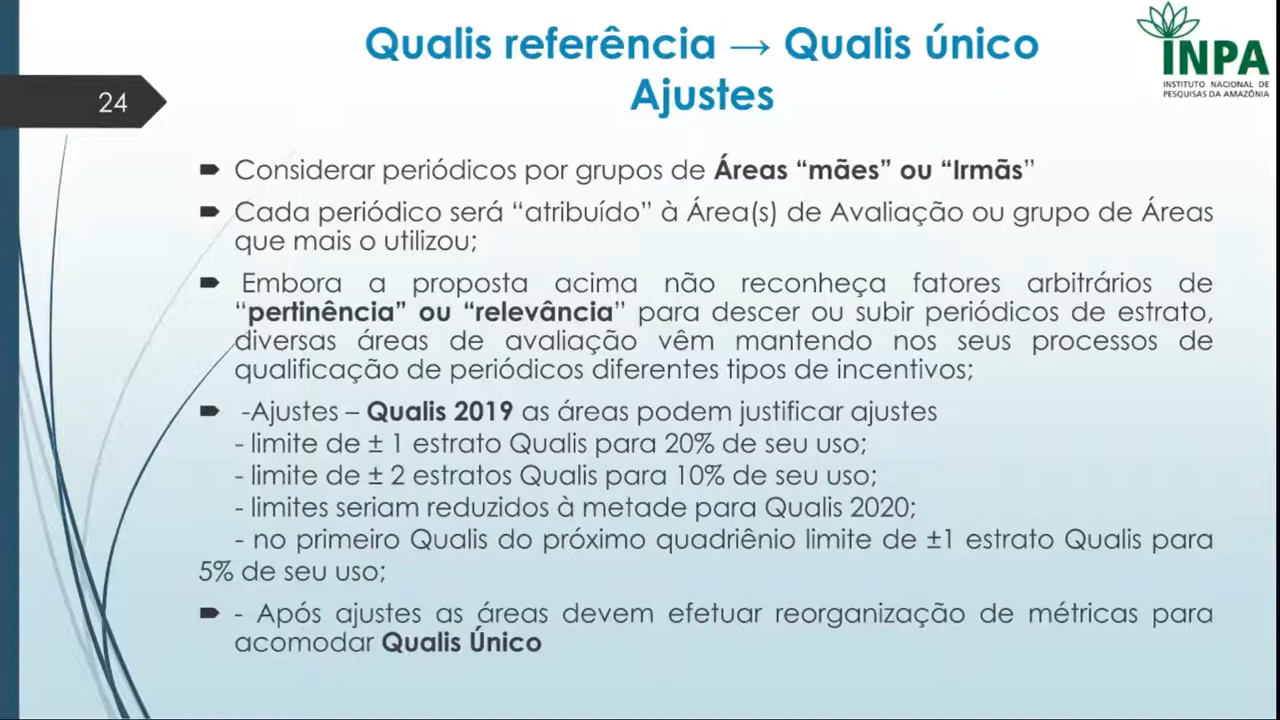 Qualis referência → Qualis único
Ajustes
INPA
INSTITUTO NACIONAL DE
PESQUISAS DA AMAZÔNIA
24
Considerar periódicos por grupos de Áreas “mães” ou “Irmãs”
Cada periódico será “atribuído” à Área(s) de Avaliação ou grupo de Áreas
que mais o utilizou;
Embora a proposta acima não reconheça fatores arbitrários de
“pertinência” ou “relevância” para descer ou subir periódicos de estrato,
diversas áreas de avaliação vêm mantendo nos seus processos de
qualificação de periódicos diferentes tipos de incentivos;
-Ajustes – Qualis 2019 as áreas podem justificar ajustes
- limite de ± 1 estrato Qualis para 20% de seu uso;
- limite de ± 2 estratos Qualis para 10% de seu uso;
- limites seriam reduzidos à metade para Qualis 2020;
- no primeiro Qualis do próximo quadriênio limite de ±1 estrato Qualis para
5% de seu uso;
- Após ajustes as áreas devem efetuar reorganização de métricas para
acomodar Qualis Único